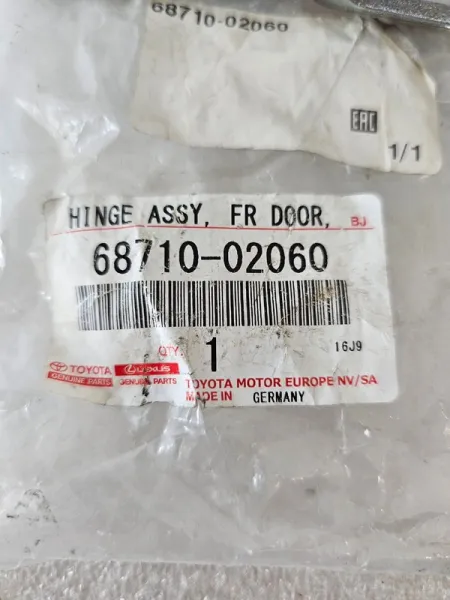 68710-02060
EAC
1/1
HINGE ASSY, FR DOOR, BJ
68710-02060
QTY. 1 16J9
TOYOTA LEXUS
GENUINE PARTS GENUINE PARTS TOYOTA MOTOR EUROPE NV/SA
MADE IN GERMANY